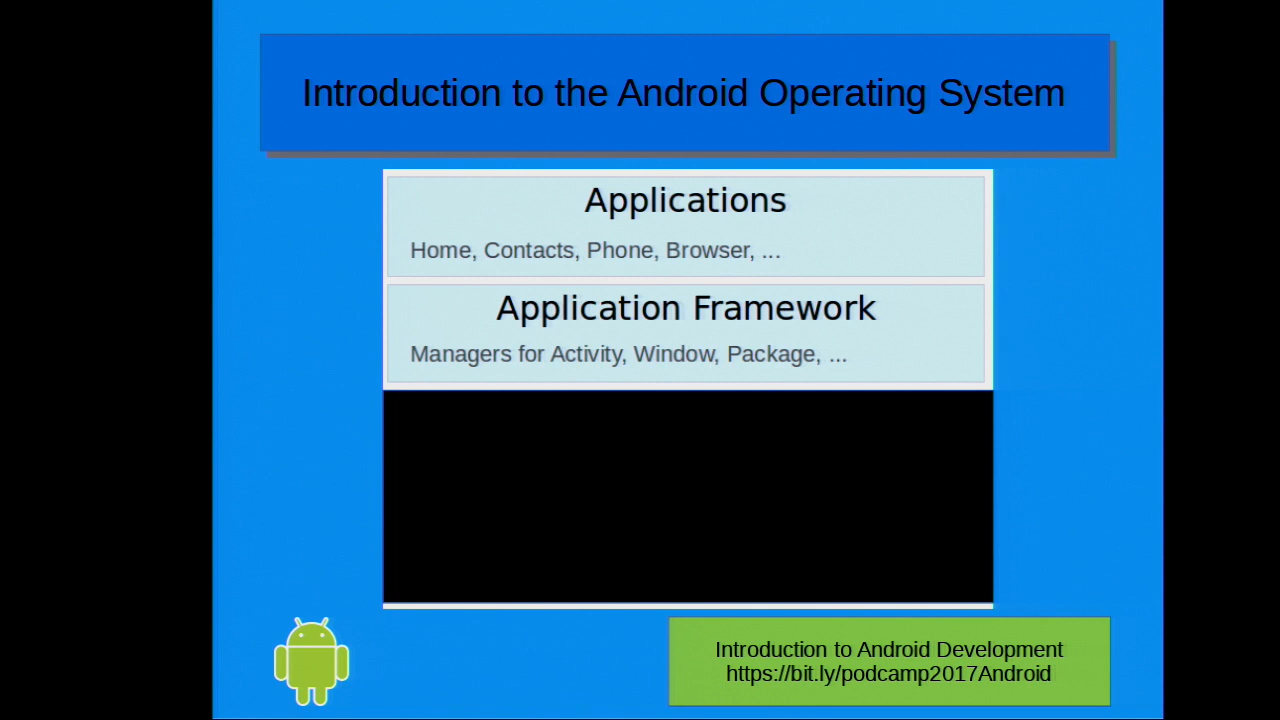 Introduction to the Android Operating System
Applications
Home, Contacts, Phone, Browser, ...
Application Framework
Managers for Activity, Window, Package, ...
Introduction to Android Development
https://bit.ly/podcamp2017Android